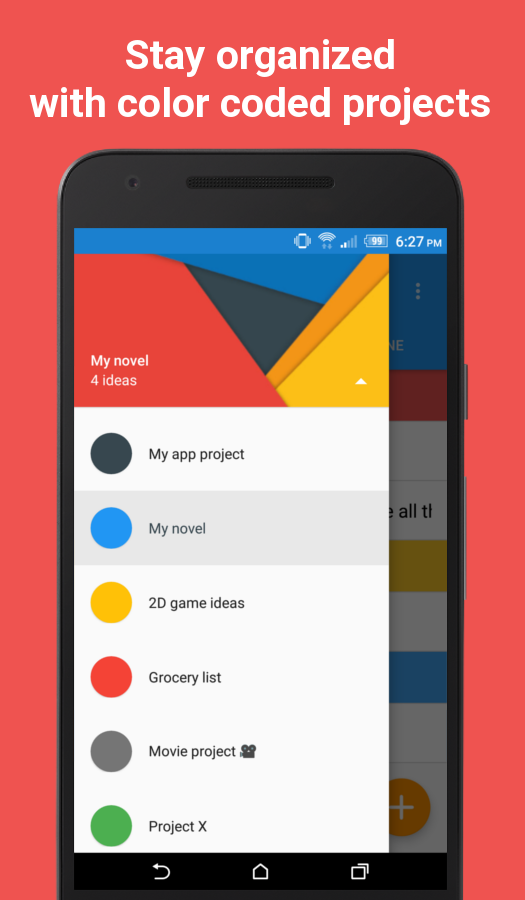 Stay organized
with color coded projects
99 6:27 PM
My novel
4 ideas
NE
My app project
My novel
e all th
2D game ideas
Grocery list
Movie project 🎥
Project X